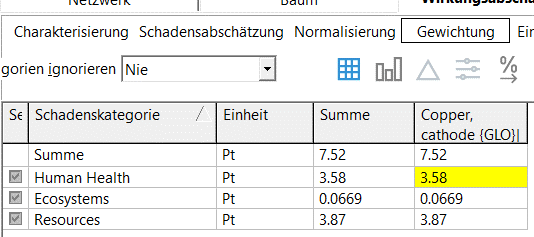 Netzwerk Baum
Charakterisierung Schadensabschätzung Normalisierung Gewichtung
gorien ignorieren Nie
%
Se Schadenskategorie Einheit Summe Copper,
cathode {GLO}|
Summe Pt 7.52 7.52
Human Health Pt 3.58 3.58
Ecosystems Pt 0.0669 0.0669
Resources Pt 3.87 3.87